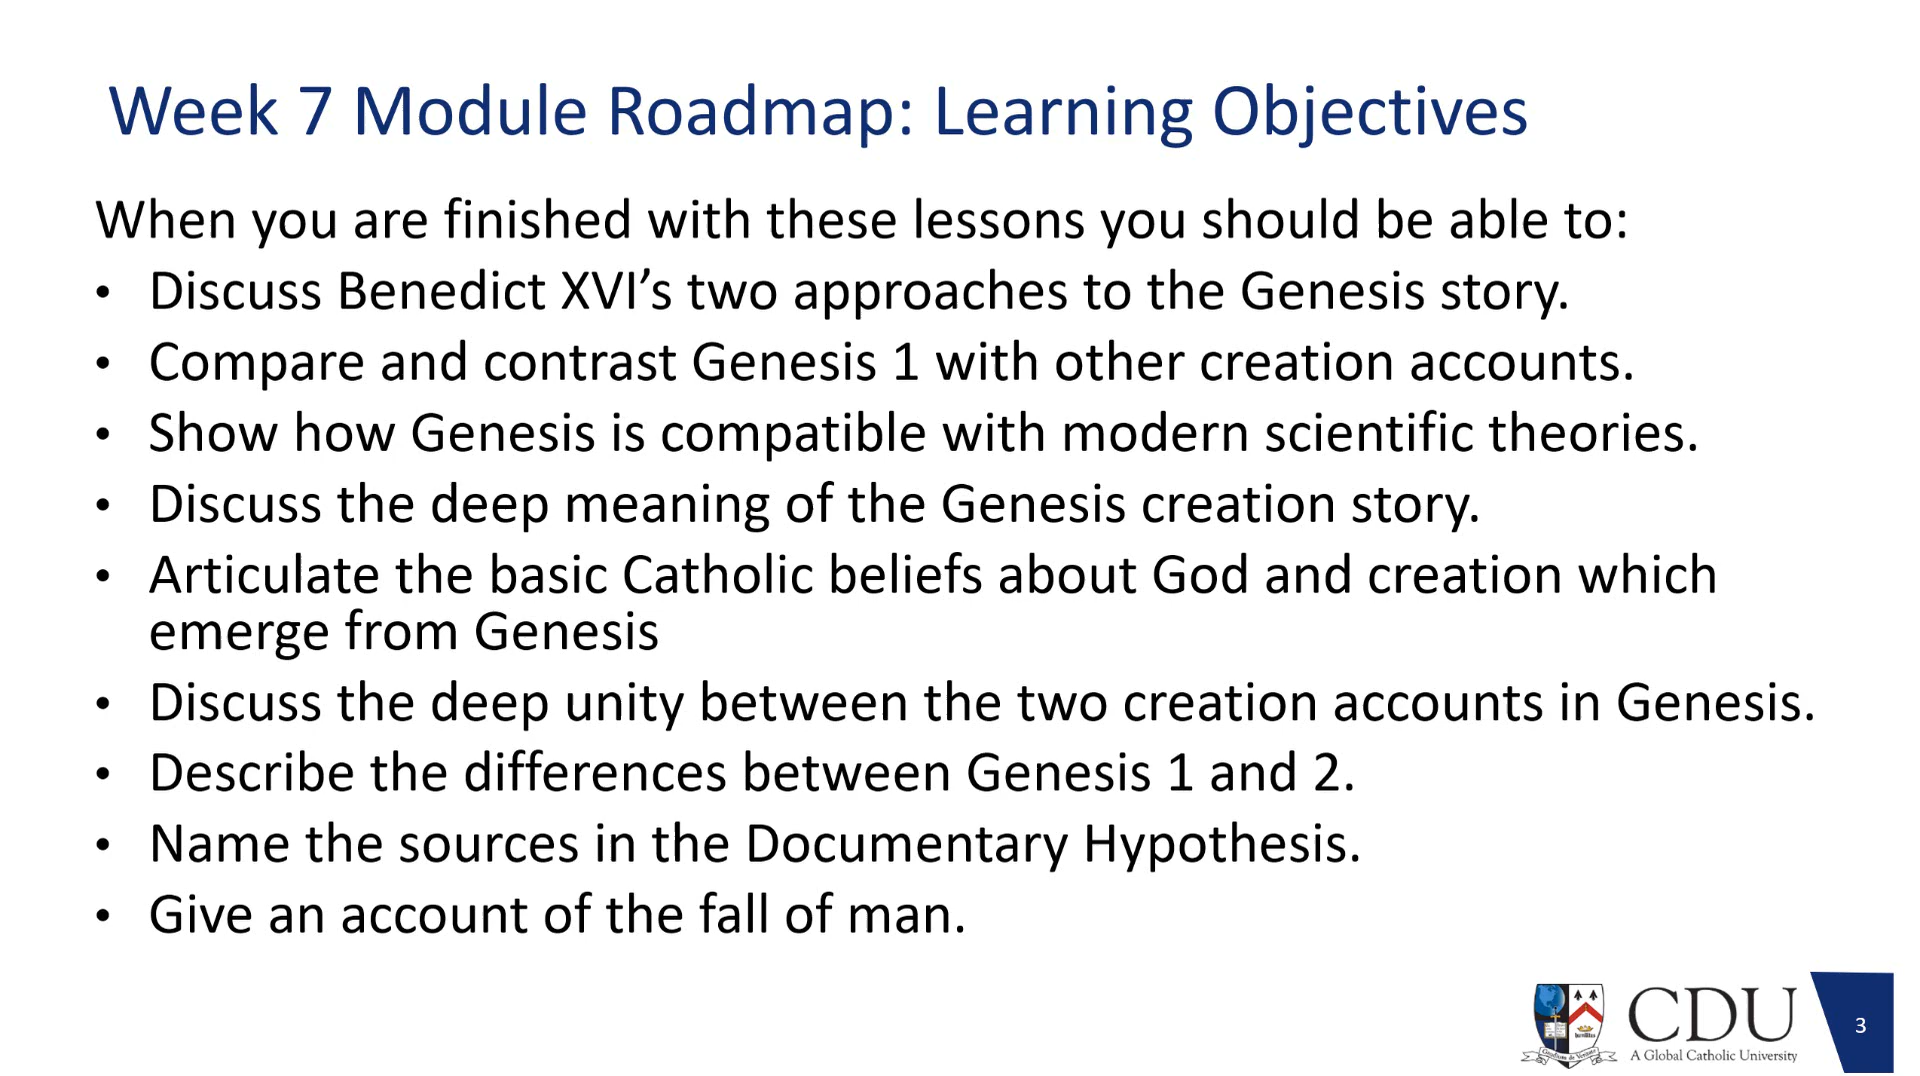 Week 7 Module Roadmap: Learning Objectives
When you are finished with these lessons you should be able to:
• Discuss Benedict XVI’s two approaches to the Genesis story.
• Compare and contrast Genesis 1 with other creation accounts.
• Show how Genesis is compatible with modern scientific theories.
• Discuss the deep meaning of the Genesis creation story.
• Articulate the basic Catholic beliefs about God and creation which
emerge from Genesis
• Discuss the deep unity between the two creation accounts in Genesis.
• Describe the differences between Genesis 1 and 2.
• Name the sources in the Documentary Hypothesis.
• Give an account of the fall of man.
CDU
A Global Catholic University
3